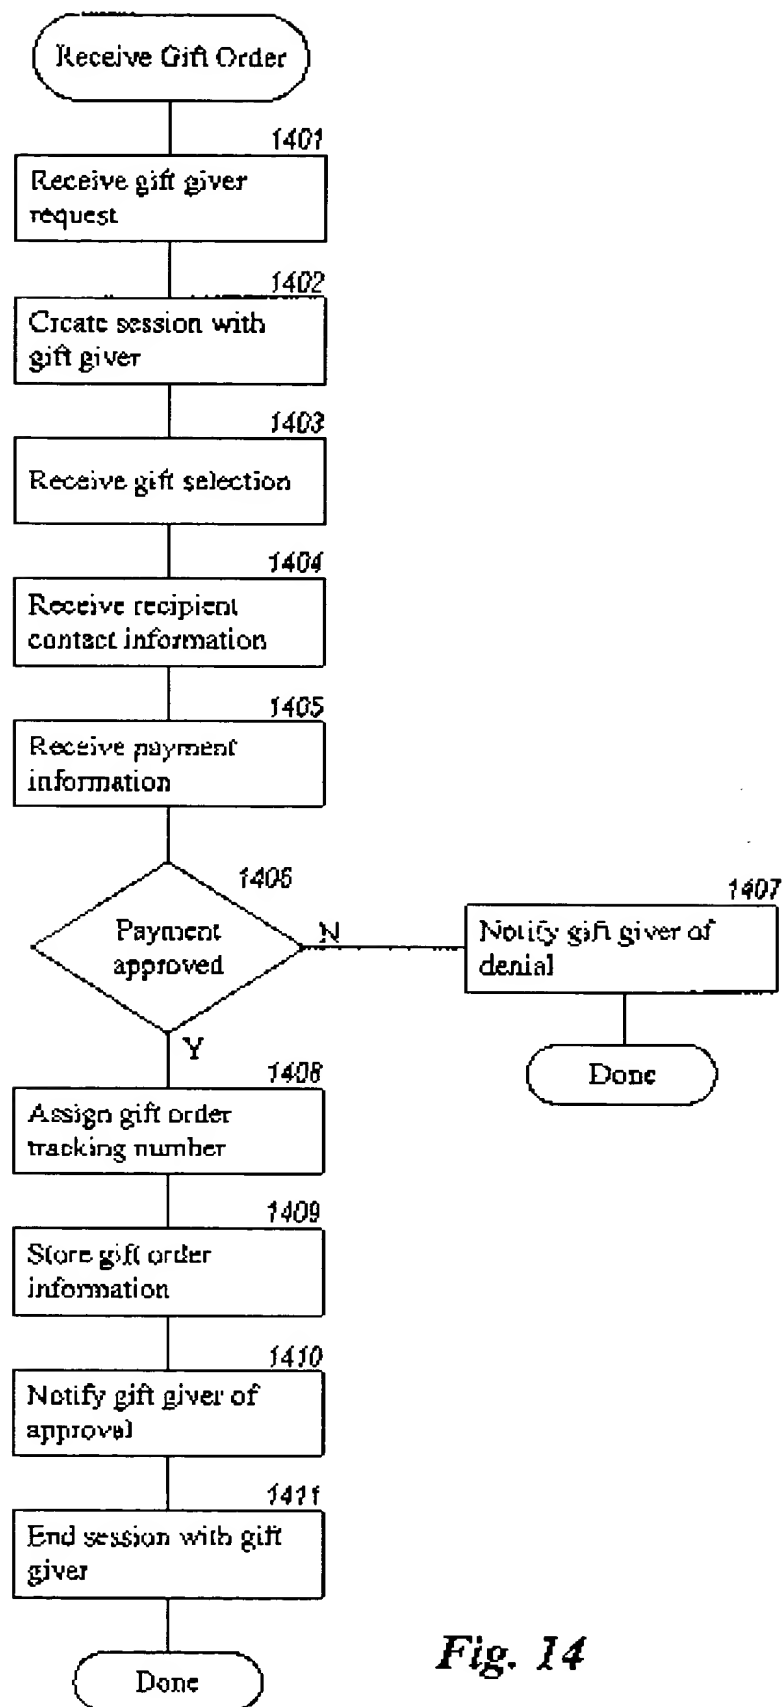 Receive Gift Order
1401
Receive gift giver
request
1402
Create session with
gift giver
1403
Receive gift selection
1404
Receive recipient
contact information
1405
Receive payment
information
1406
Payment
approved
N
1407
Notify gift giver of
denial
Done
Y
1408
Assign gift order
tracking number
1409
Store gift order
information
1410
Notify gift giver of
approval
1411
End session with gift
giver
Done
Fig. 14